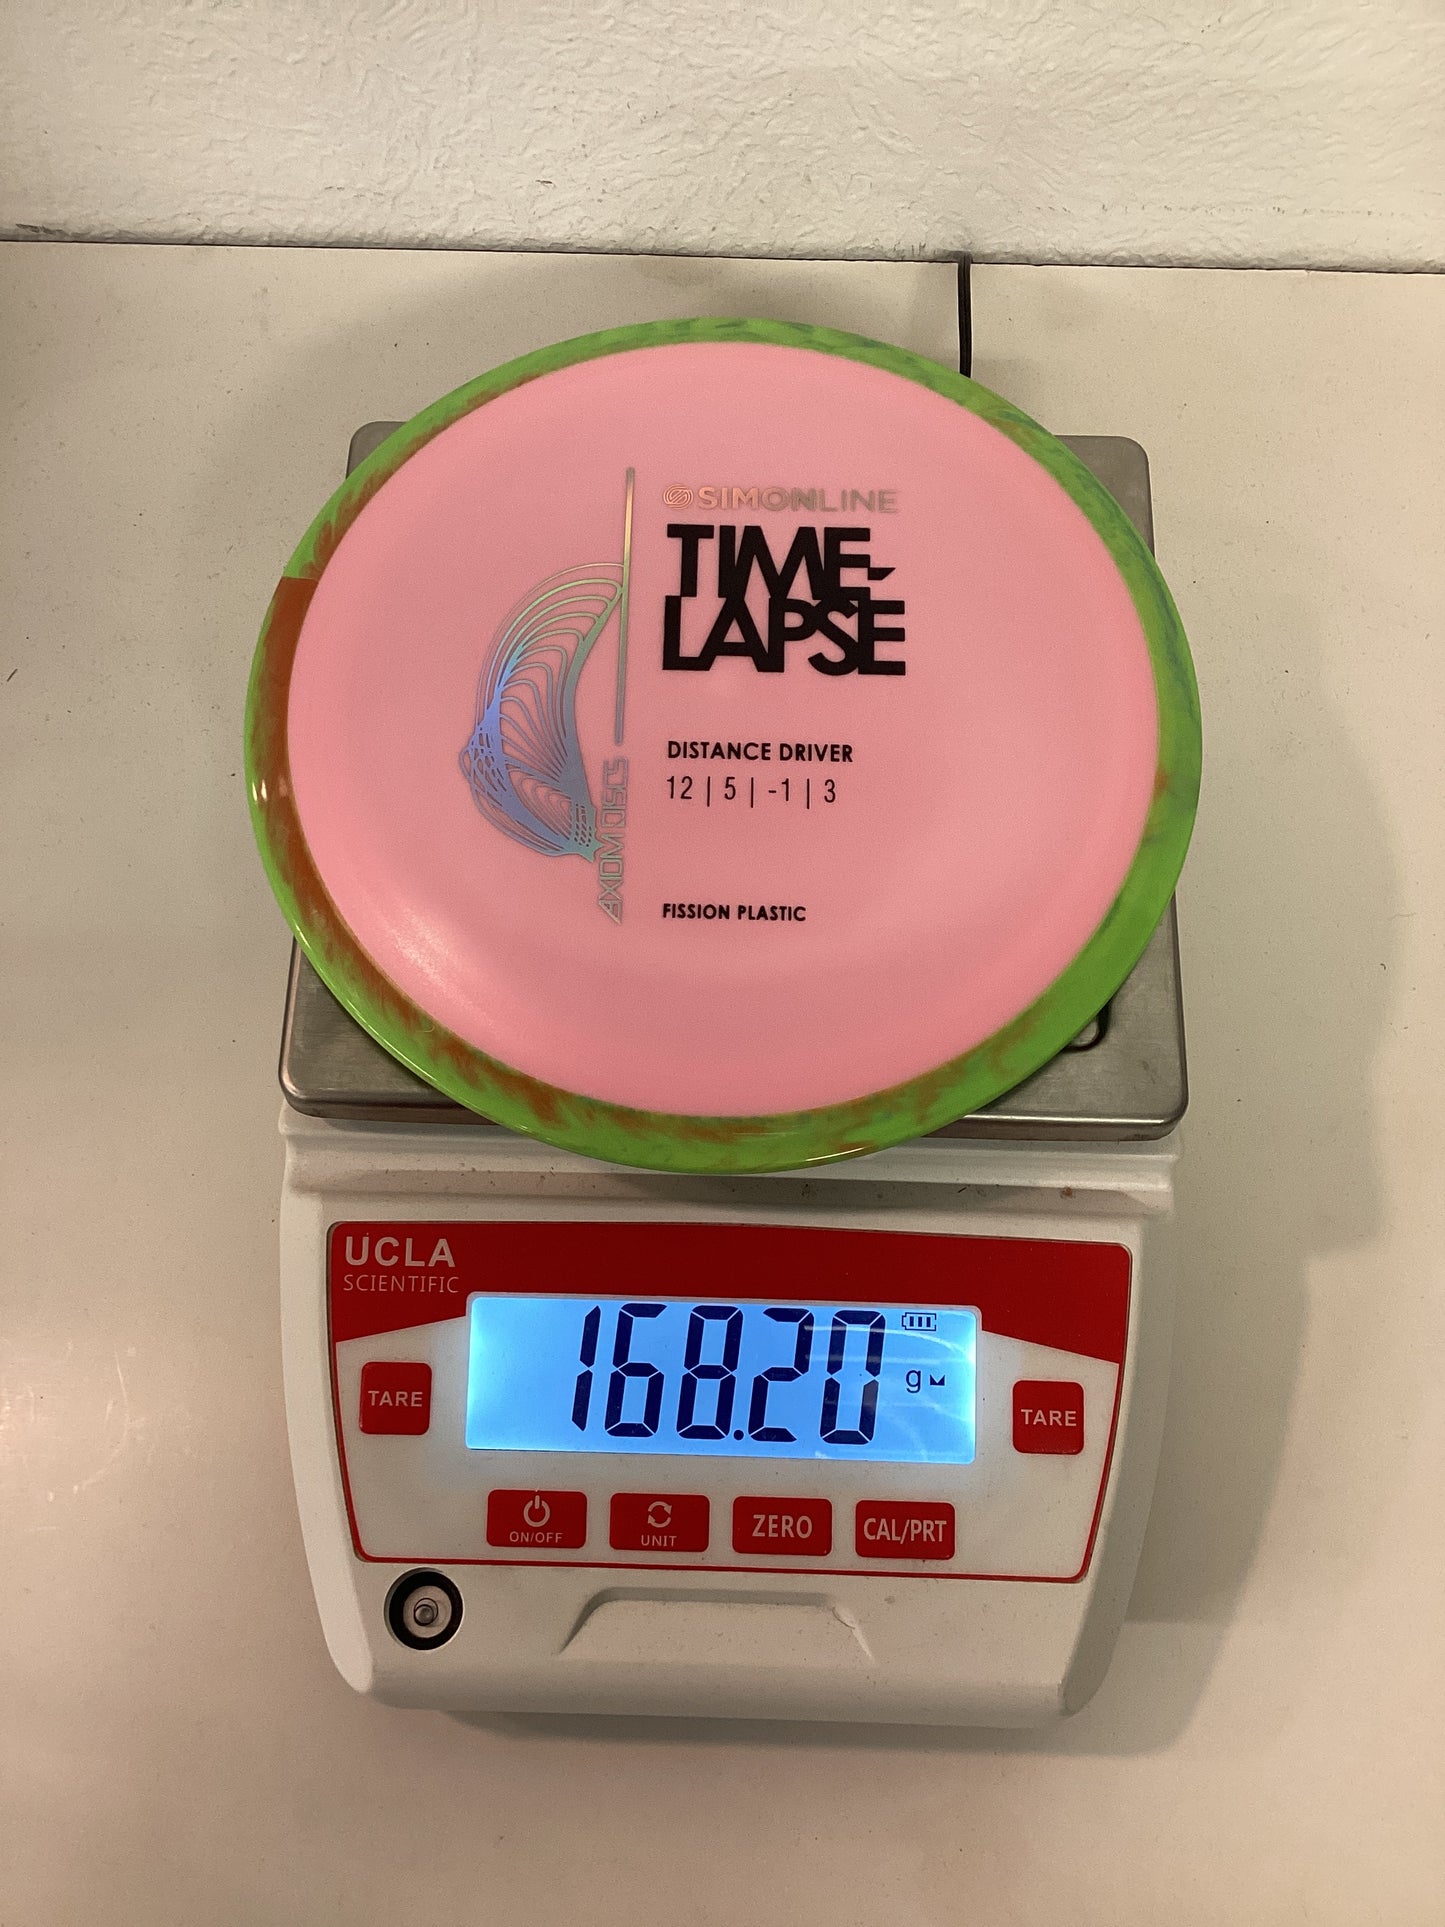 SIMONLINE
TIME-
LAPSE
DISTANCE DRIVER
12 | 5 | -1 | 3
AXIOM DISCS
FISSION PLASTIC
UCLA
SCIENTIFIC
168.20
g
TARE
TARE
ON/OFF
UNIT
ZERO
CAL/PRT